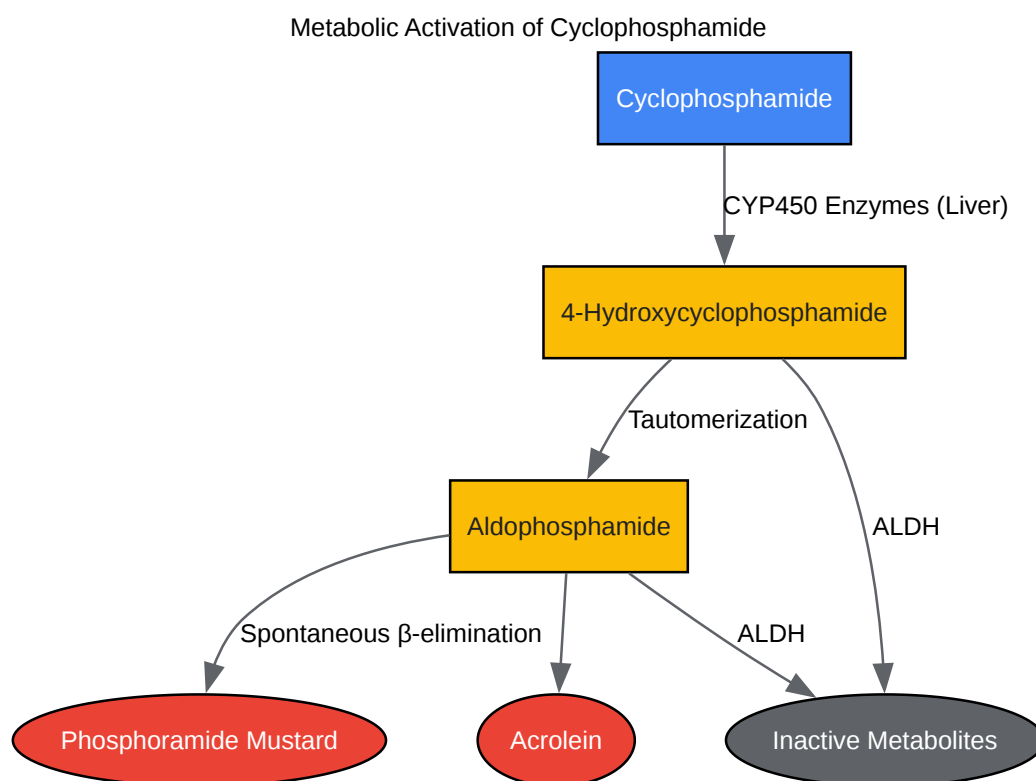 Metabolic Activation of Cyclophosphamide
Cyclophosphamide
CYP450 Enzymes (Liver)
4-Hydroxycyclophosphamide
Tautomerization
Aldophosphamide
ALDH
Spontaneous β-elimination
ALDH
Phosphoramide Mustard
Acrolein
Inactive Metabolites